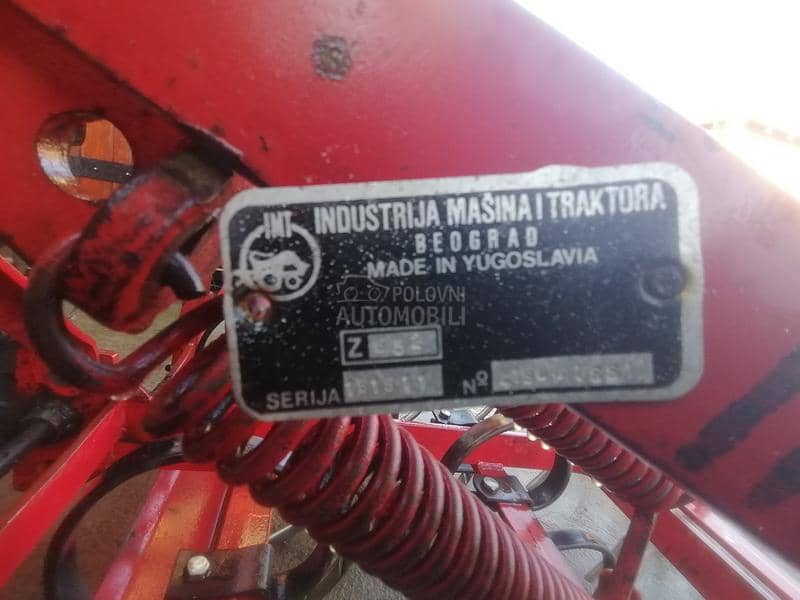 IMT INDUSTRIJA MAŠINA I TRAKTORA
BEOGRAD
MADE IN YUGOSLAVIA
POLOVNI
AUTOMOBILI
Z
SERIJA
№